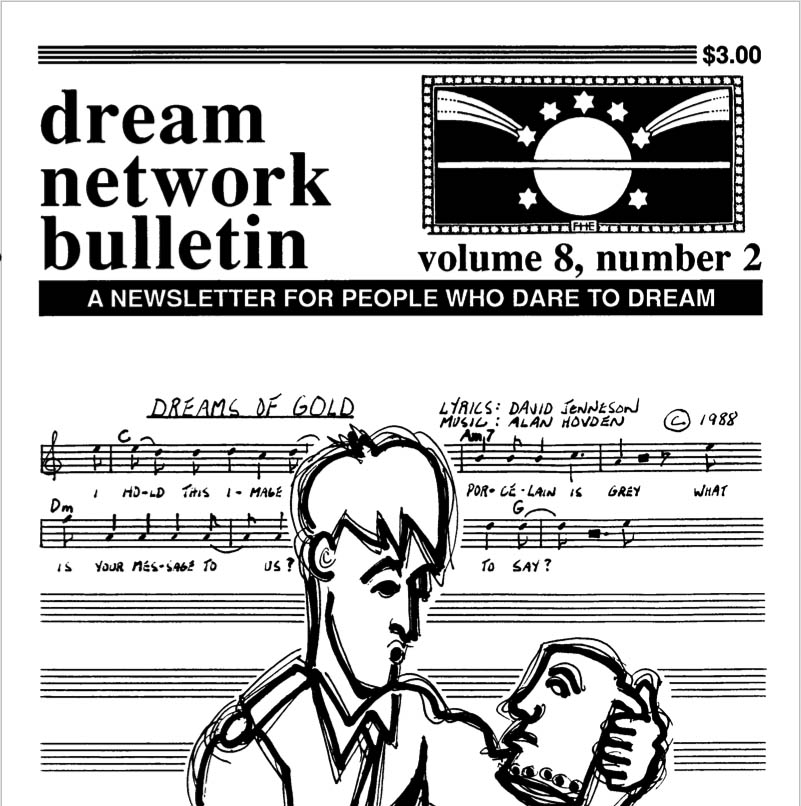 $3.00
dream
network
bulletin
FHE
volume 8, number 2
A NEWSLETTER FOR PEOPLE WHO DARE TO DREAM
DREAMS OF GOLD
LYRICS: DAVID JENNESON
MUSIC: ALAN HOVDEN © 1988
C Am7
I HO-LD THIS I-MAGE POR-CE-LAIN IS GREY WHAT
Dm G
IS YOUR MES-SAGE TO US? TO SAY?